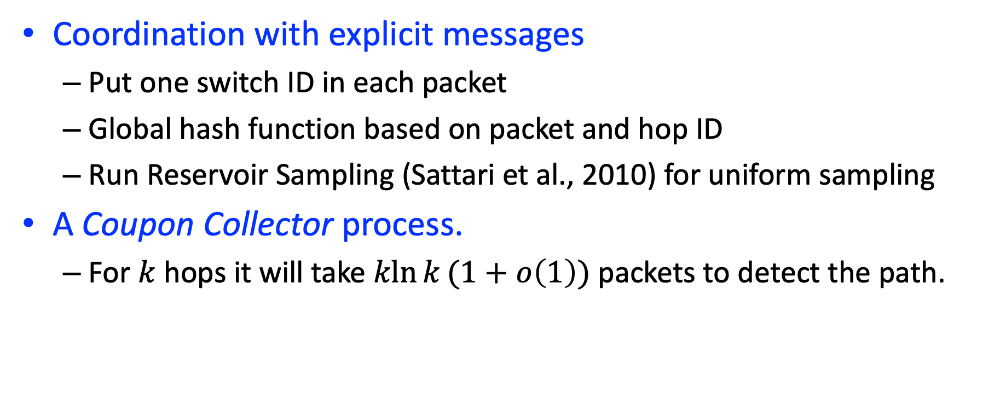 • Coordination with explicit messages
– Put one switch ID in each packet
– Global hash function based on packet and hop ID
– Run Reservoir Sampling (Sattari et al., 2010) for uniform sampling
• A Coupon Collector process.
– For k hops it will take k ln k (1 + o(1)) packets to detect the path.